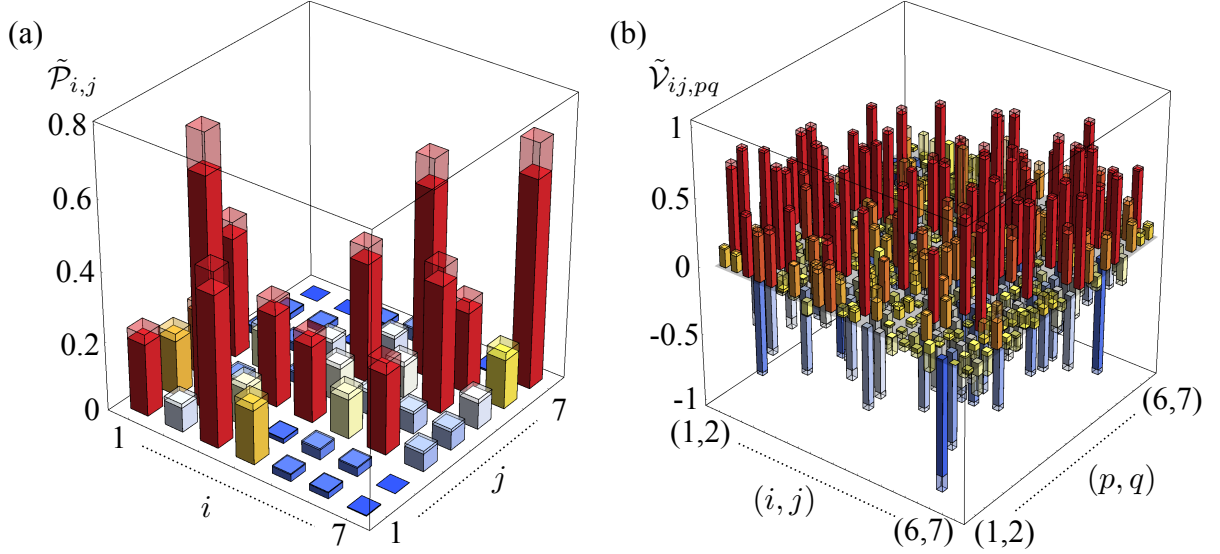 (a)
𝒫̃i,j
0.8
0.6
0.4
0.2
0
1
i
7
1
j
7
(b)
𝒱̃ij,pq
1
0.5
0
-0.5
-1
(1,2)
(i, j)
(6,7)
(1,2)
(p, q)
(6,7)